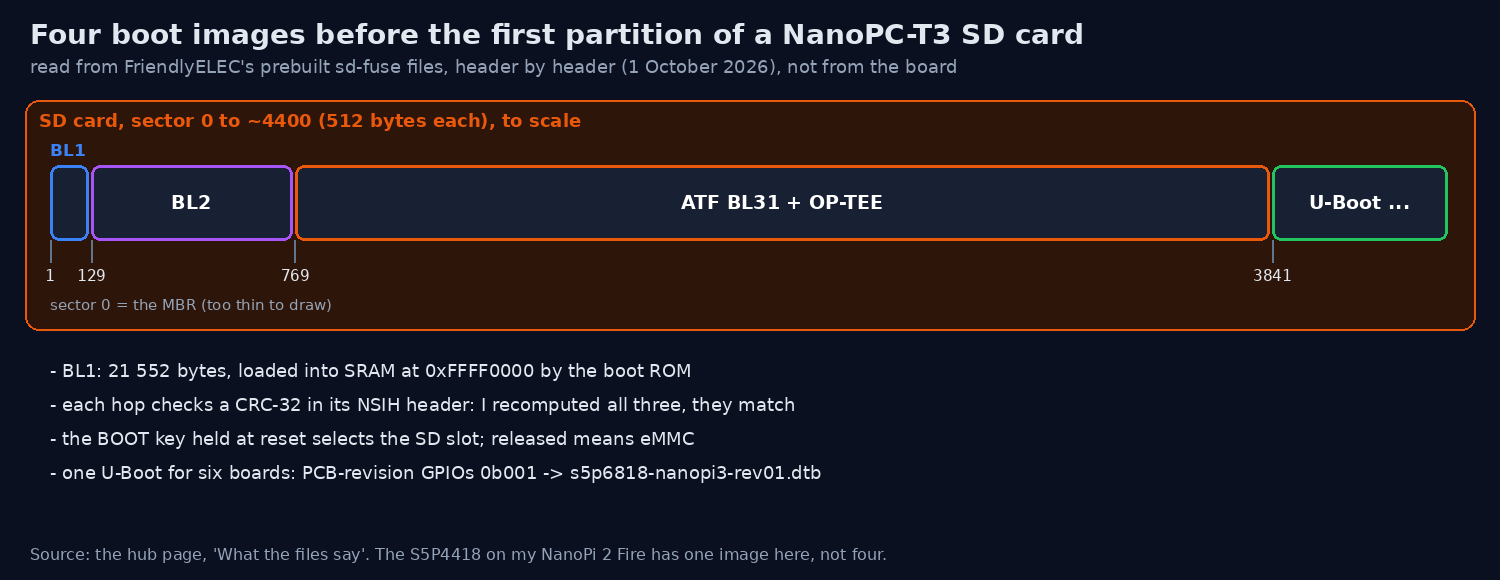 Four boot images before the first partition of a NanoPC-T3 SD card
read from FriendlyELEC's prebuilt sd-fuse files, header by header (1 October 2026), not from the board
SD card, sector 0 to ~4400 (512 bytes each), to scale
BL1
BL2
ATF BL31 + OP-TEE
U-Boot ...
1
129
769
3841
sector 0 = the MBR (too thin to draw)
- BL1: 21 552 bytes, loaded into SRAM at 0xFFFF0000 by the boot ROM
- each hop checks a CRC-32 in its NSIH header: I recomputed all three, they match
- the BOOT key held at reset selects the SD slot; released means eMMC
- one U-Boot for six boards: PCB-revision GPIOs 0b001 -> s5p6818-nanopi3-rev01.dtb
Source: the hub page, 'What the files say'. The S5P4418 on my NanoPi 2 Fire has one image here, not four.